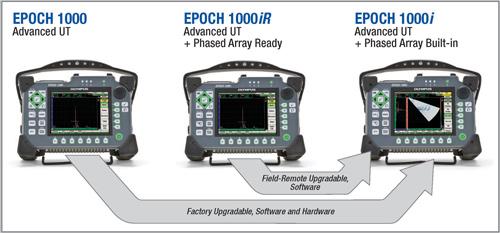 EPOCH 1000
Advanced UT
EPOCH 1000iR
Advanced UT
+ Phased Array Ready
EPOCH 1000i
Advanced UT
+ Phased Array Built-in
OLYMPUS
OLYMPUS
OLYMPUS
Field-Remote Upgradable,
Software
Factory Upgradable, Software and Hardware